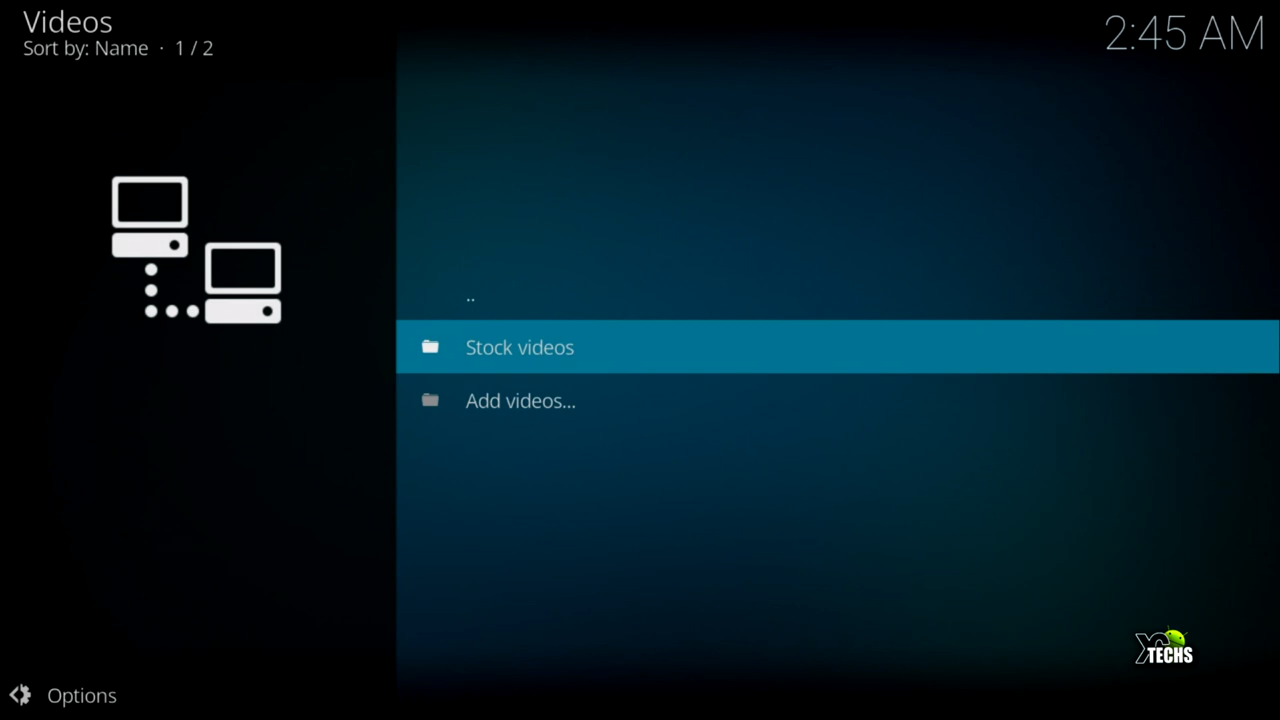 Videos
Sort by: Name · 1 / 2
2:45 AM
..
Stock videos
Add videos...
TECHS
Options